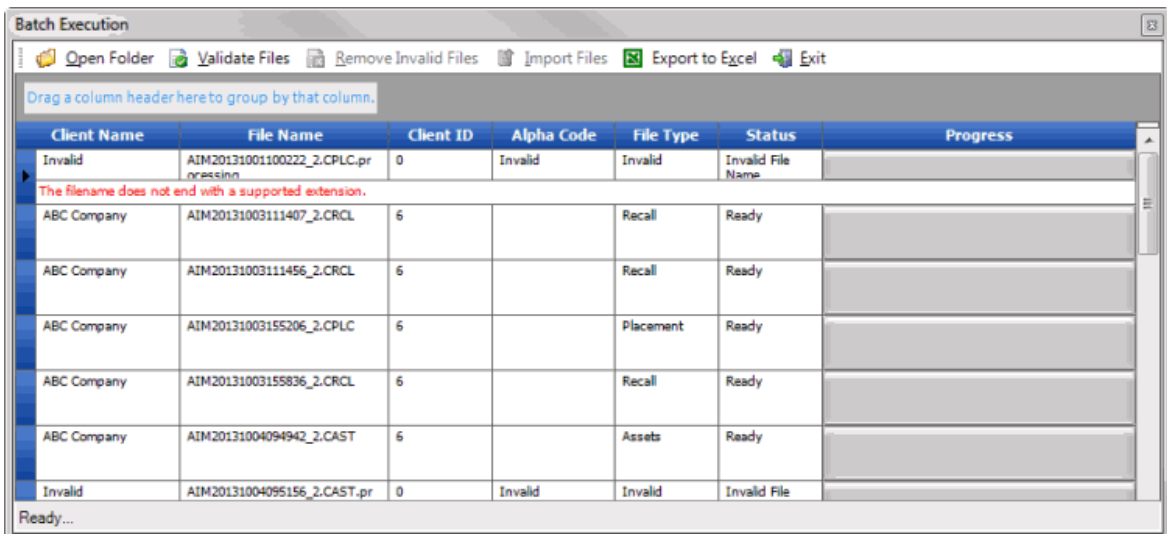 Batch Execution
Open Folder Validate Files Remove Invalid Files Import Files Export to Excel Exit
Drag a column header here to group by that column.
Client Name File Name Client ID Alpha Code File Type Status Progress
Invalid AIM20131001100222_2.CPLC.pr 0 Invalid Invalid Invalid File
ocessing Name
The filename does not end with a supported extension.
ABC Company AIM20131003111407_2.CRCL 6 Recall Ready
ABC Company AIM20131003111456_2.CRCL 6 Recall Ready
ABC Company AIM20131003155206_2.CPLC 6 Placement Ready
ABC Company AIM20131003155836_2.CRCL 6 Recall Ready
ABC Company AIM20131004094942_2.CAST 6 Assets Ready
Invalid AIM20131004095156_2.CAST.pr 0 Invalid Invalid Invalid File
Ready...